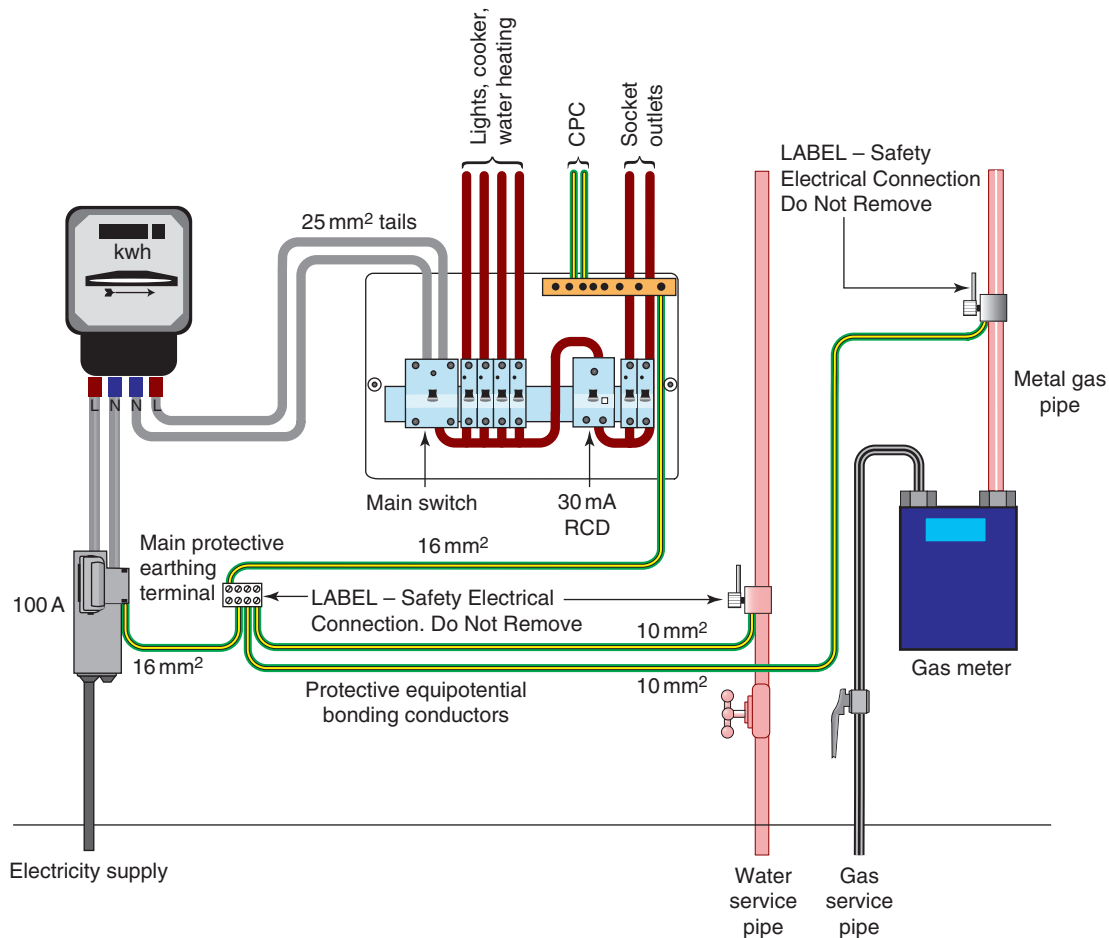 Lights, cooker,
water heating
CPC
Socket
outlets
LABEL – Safety
Electrical Connection
Do Not Remove
25 mm² tails
kwh
L N N L
Metal gas
pipe
Main switch
30 mA
RCD
Main protective
earthing
terminal
16 mm²
100 A
LABEL – Safety Electrical
Connection. Do Not Remove
10 mm²
16 mm²
10 mm²
Gas meter
Protective equipotential
bonding conductors
Electricity supply
Water
service
pipe
Gas
service
pipe